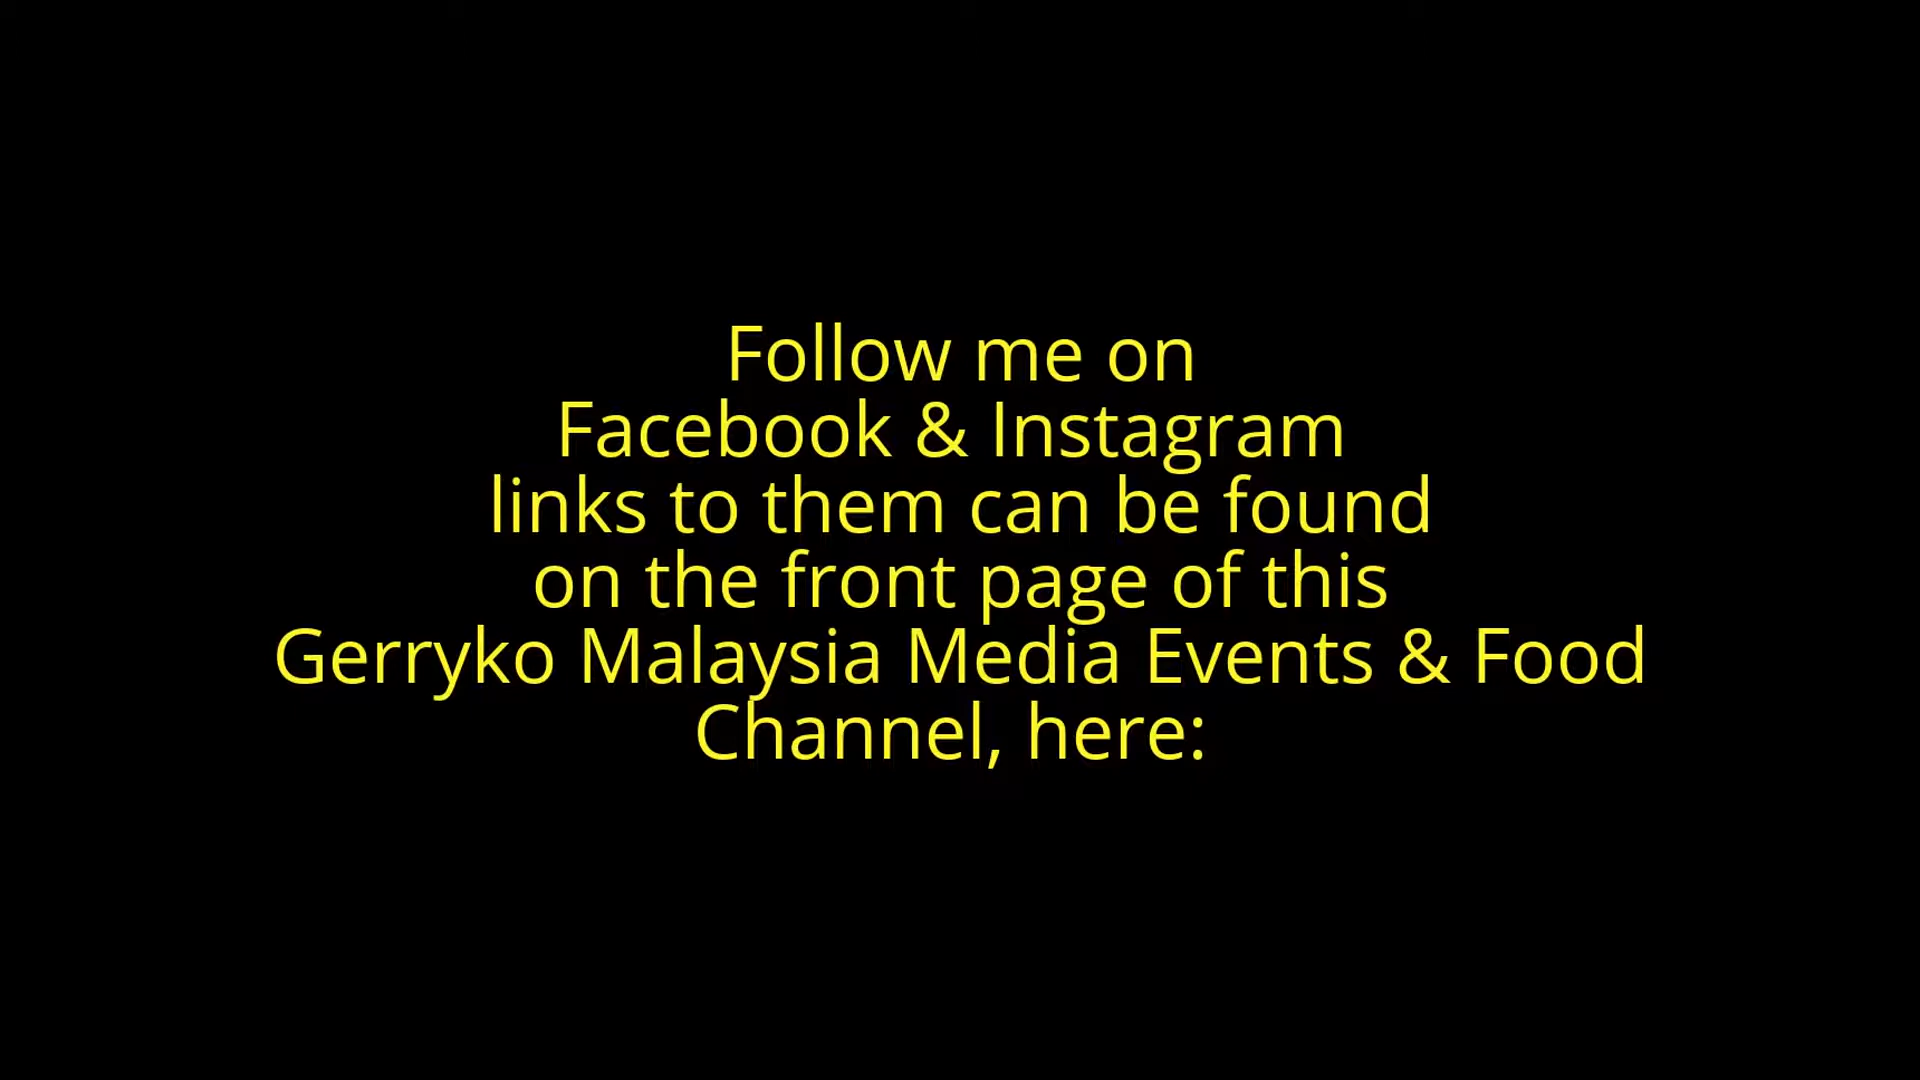 Follow me on
Facebook & Instagram
links to them can be found
on the front page of this
Gerryko Malaysia Media Events & Food
Channel, here: